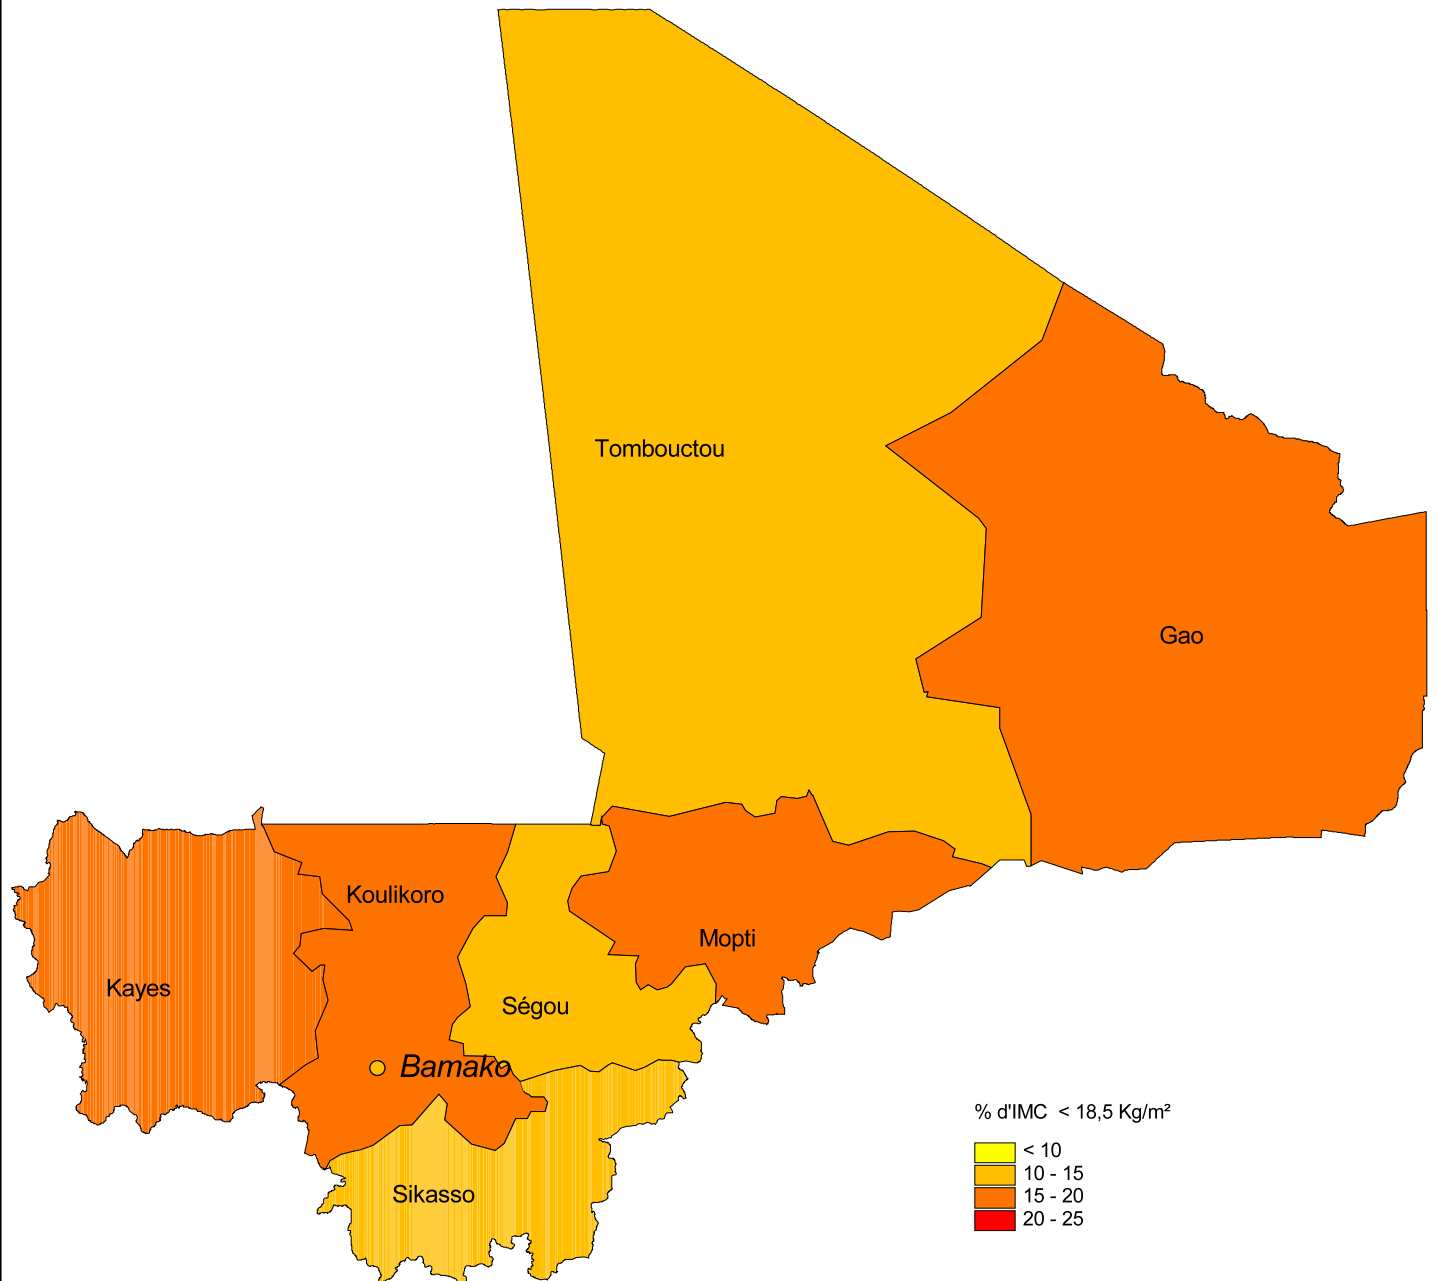 Tombouctou
Gao
Koulikoro
Mopti
Kayes
Ségou
Bamako
Sikasso
% d'IMC < 18,5 Kg/m²
< 10
10 - 15
15 - 20
20 - 25